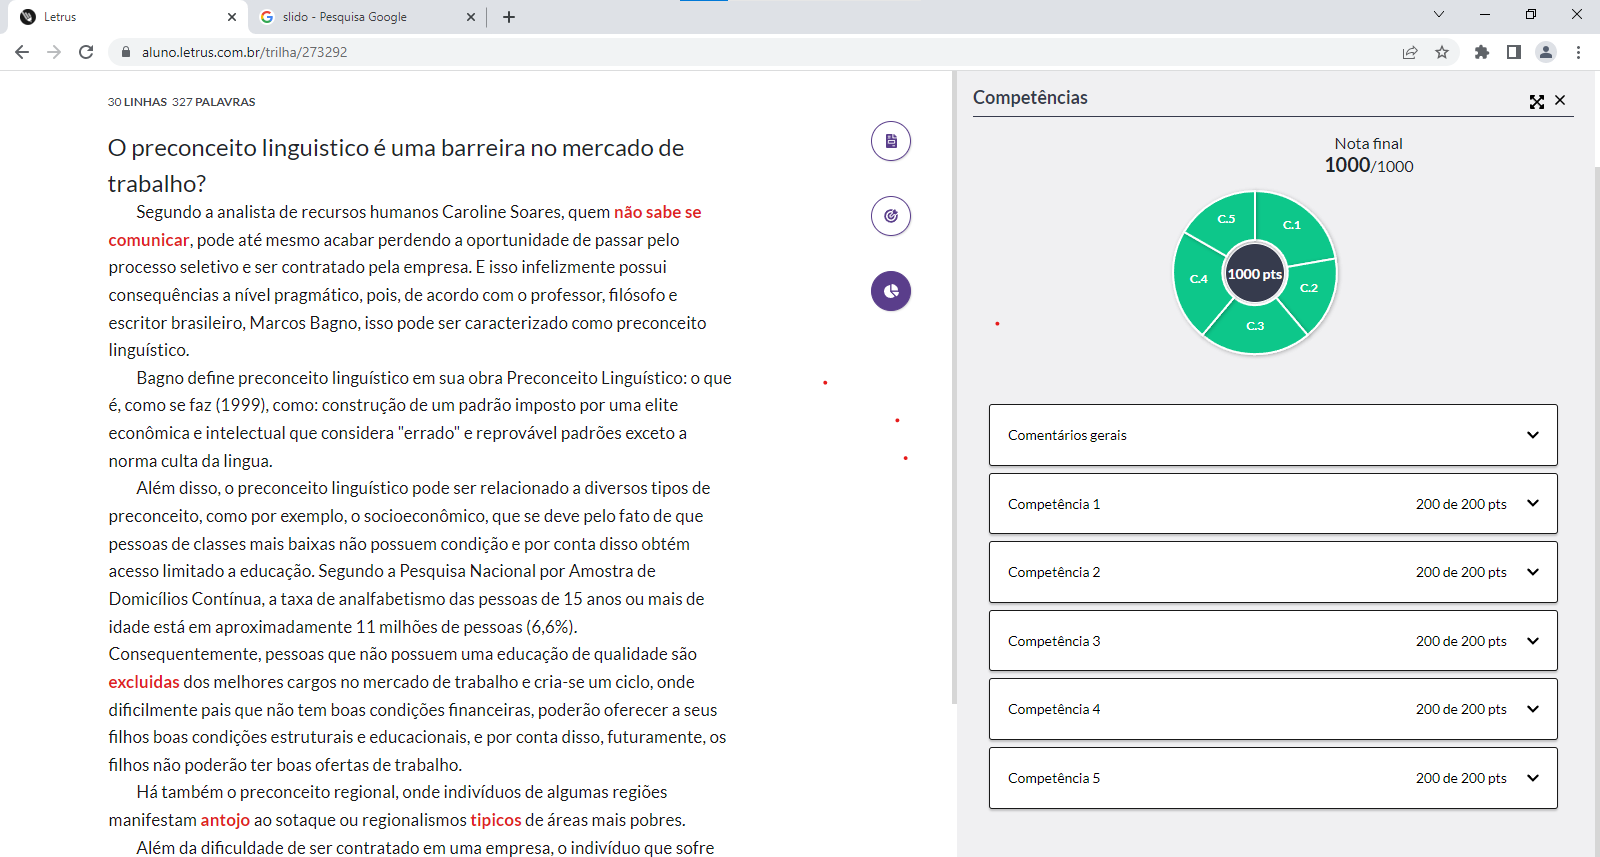 Letrus
slido - Pesquisa Google
aluno.letrus.com.br/trilha/273292
30 LINHAS 327 PALAVRAS
O preconceito linguistico é uma barreira no mercado de
trabalho?
Segundo a analista de recursos humanos Caroline Soares, quem não sabe se
comunicar, pode até mesmo acabar perdendo a oportunidade de passar pelo
processo seletivo e ser contratado pela empresa. E isso infelizmente possui
consequências a nível pragmático, pois, de acordo com o professor, filósofo e
escritor brasileiro, Marcos Bagno, isso pode ser caracterizado como preconceito
linguístico.
Bagno define preconceito linguístico em sua obra Preconceito Linguístico: o que
é, como se faz (1999), como: construção de um padrão imposto por uma elite
econômica e intelectual que considera "errado" e reprovável padrões exceto a
norma culta da lingua.
Além disso, o preconceito linguístico pode ser relacionado a diversos tipos de
preconceito, como por exemplo, o socioeconômico, que se deve pelo fato de que
pessoas de classes mais baixas não possuem condição e por conta disso obtém
acesso limitado a educação. Segundo a Pesquisa Nacional por Amostra de
Domicílios Contínua, a taxa de analfabetismo das pessoas de 15 anos ou mais de
idade está em aproximadamente 11 milhões de pessoas (6,6%).
Consequentemente, pessoas que não possuem uma educação de qualidade são
excluidas dos melhores cargos no mercado de trabalho e cria-se um ciclo, onde
dificilmente pais que não tem boas condições financeiras, poderão oferecer a seus
filhos boas condições estruturais e educacionais, e por conta disso, futuramente, os
filhos não poderão ter boas ofertas de trabalho.
Há também o preconceito regional, onde indivíduos de algumas regiões
manifestam antojo ao sotaque ou regionalismos tipicos de áreas mais pobres.
Além da dificuldade de ser contratado em uma empresa, o indivíduo que sofre
Competências
Nota final
1000/1000
C.5
C.1
C.4
1000 pts
C.2
C.3
Comentários gerais
Competência 1 200 de 200 pts
Competência 2 200 de 200 pts
Competência 3 200 de 200 pts
Competência 4 200 de 200 pts
Competência 5 200 de 200 pts